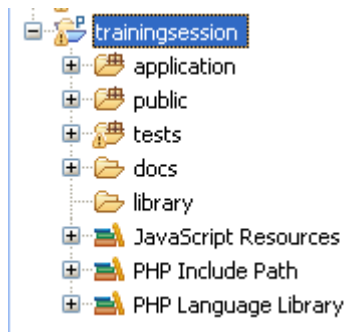 trainingsession
application
public
tests
docs
library
JavaScript Resources
PHP Include Path
PHP Language Library